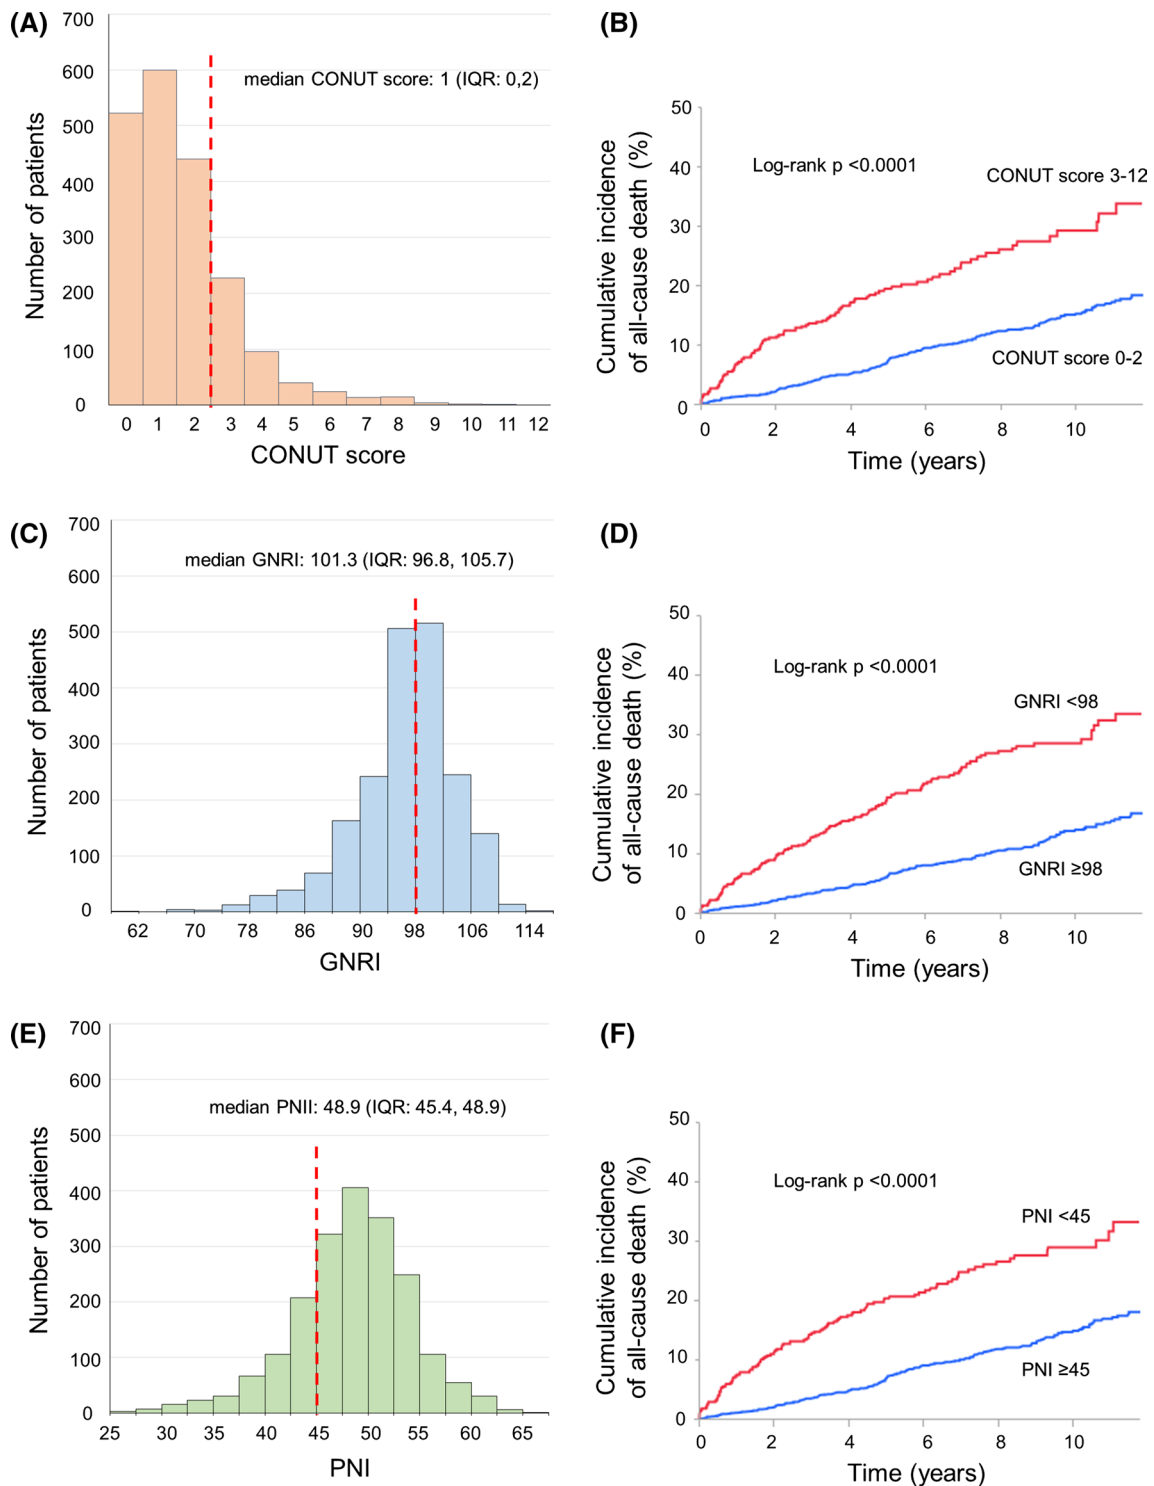 (A)
700
600
500
400
300
200
100
0
Number of patients
median CONUT score: 1 (IQR: 0,2)
0 1 2 3 4 5 6 7 8 9 10 11 12
CONUT score
(B)
50
40
30
20
10
0
Cumulative incidence
of all-cause death (%)
Log-rank p <0.0001
CONUT score 3-12
CONUT score 0-2
0 2 4 6 8 10
Time (years)
(C)
700
600
500
400
300
200
100
0
Number of patients
median GNRI: 101.3 (IQR: 96.8, 105.7)
62 70 78 86 90 98 106 114
GNRI
(D)
50
40
30
20
10
0
Cumulative incidence
of all-cause death (%)
Log-rank p <0.0001
GNRI <98
GNRI ≥98
0 2 4 6 8 10
Time (years)
(E)
700
600
500
400
300
200
100
0
Number of patients
median PNII: 48.9 (IQR: 45.4, 48.9)
25 30 35 40 45 50 55 60 65
PNI
(F)
50
40
30
20
10
0
Cumulative incidence
of all-cause death (%)
Log-rank p <0.0001
PNI <45
PNI ≥45
0 2 4 6 8 10
Time (years)